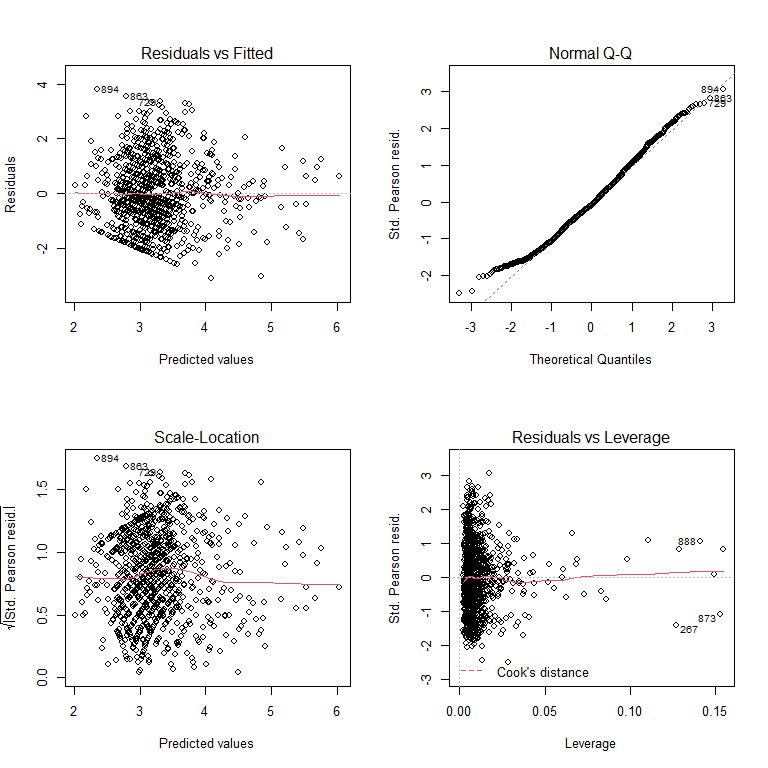 Residuals vs Fitted
Residuals
4
2
0
-2
894
863
729
2 3 4 5 6
Predicted values
Normal Q-Q
Std. Pearson resid.
3
2
1
0
-1
-2
894
863
729
-3 -2 -1 0 1 2 3
Theoretical Quantiles
Scale-Location
√|Std. Pearson resid.|
1.5
1.0
0.5
0.0
894
863
729
2 3 4 5 6
Predicted values
Residuals vs Leverage
Std. Pearson resid.
3
2
1
0
-1
-2
-3
888
873
267
Cook's distance
0.00 0.05 0.10 0.15
Leverage